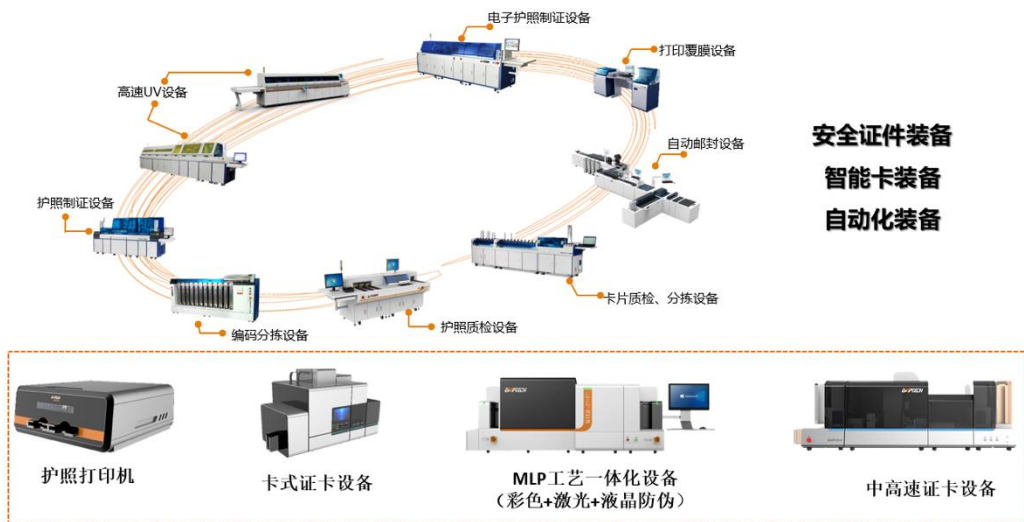 电子护照制证设备
打印覆膜设备
高速UV设备
自动邮封设备
安全证件装备
智能卡装备
自动化装备
护照制证设备
卡片质检、分拣设备
护照质检设备
编码分拣设备
护照打印机
卡式证卡设备
MLP工艺一体化设备
（彩色+激光+液晶防伪）
中高速证卡设备